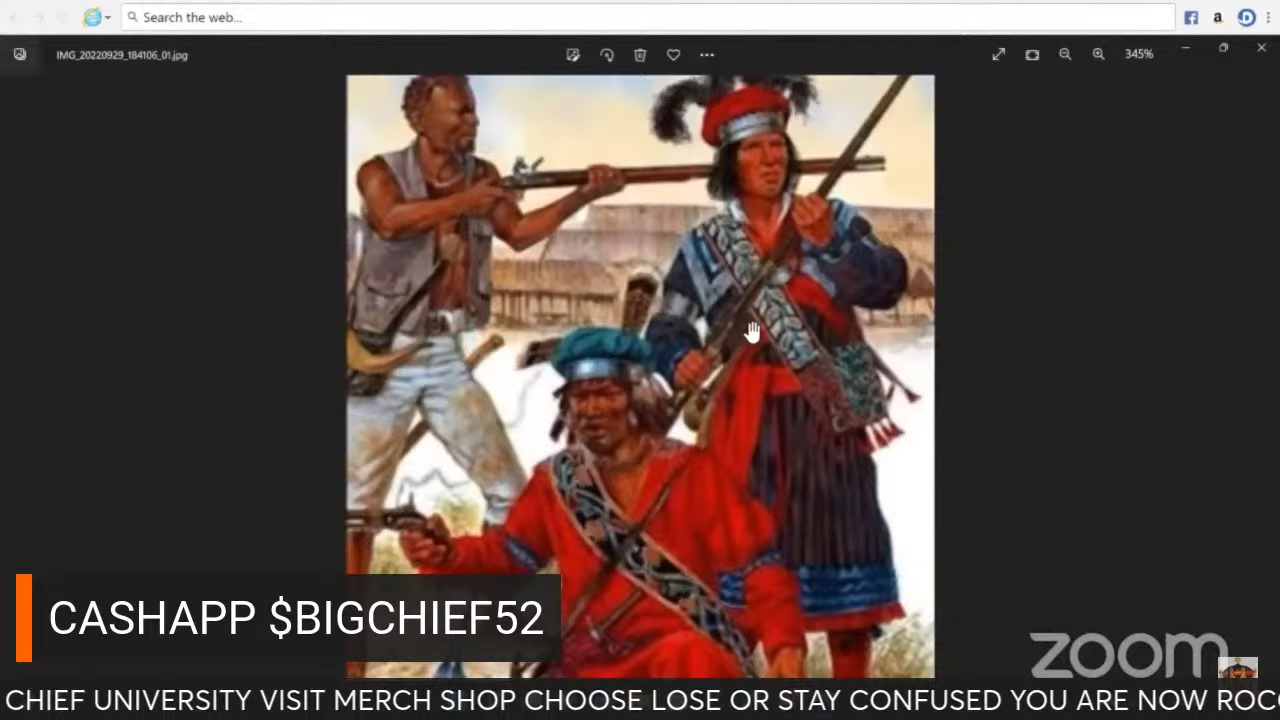 Search the web...
IMG_20220929_184106_01.jpg
345%
CASHAPP $BIGCHIEF52
zoom
CHIEF UNIVERSITY VISIT MERCH SHOP CHOOSE LOSE OR STAY CONFUSED YOU ARE NOW ROC